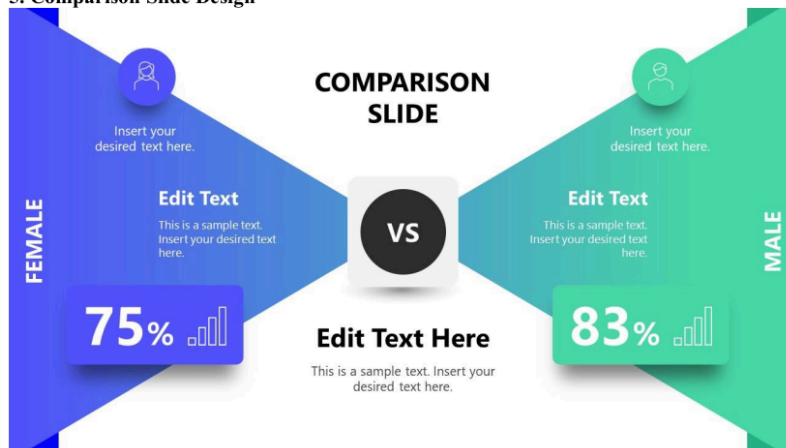 5. Comparison Slide Design
COMPARISON
SLIDE
Insert your
desired text here.
Edit Text
This is a sample text.
Insert your desired text
here.
FEMALE
75%
VS
Edit Text Here
This is a sample text. Insert your
desired text here.
Insert your
desired text here.
Edit Text
This is a sample text.
Insert your desired text
here.
MALE
83%